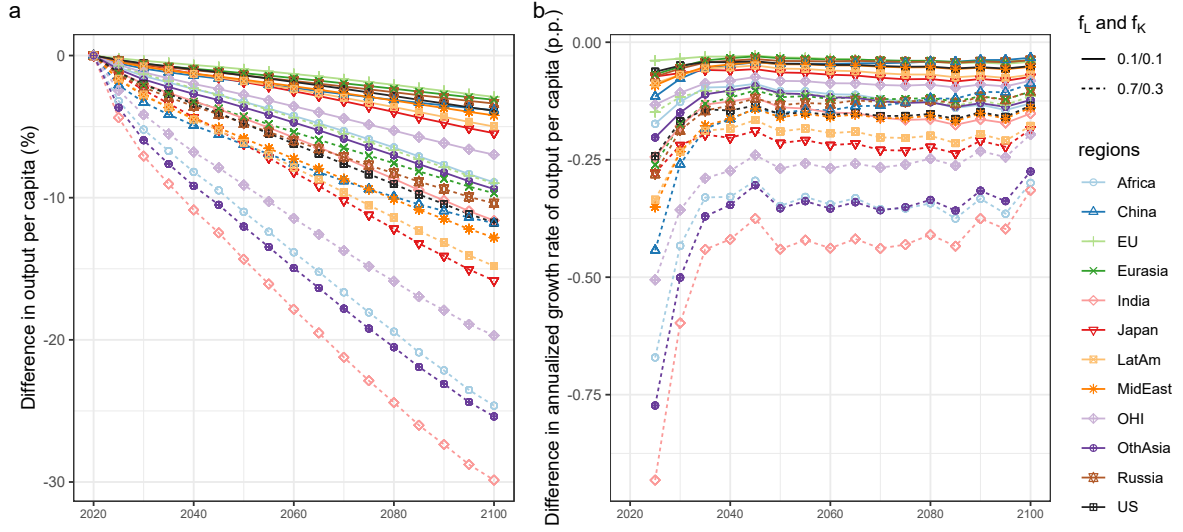 a
Difference in output per capita (%)
0
-10
-20
-30
2020
2040
2060
2080
2100
b
Difference in annualized growth rate of output per capita (p.p.)
0.00
-0.25
-0.50
-0.75
2020
2040
2060
2080
2100
fL and fK
0.1/0.1
0.7/0.3
regions
Africa
China
EU
Eurasia
India
Japan
LatAm
MidEast
OHI
OthAsia
Russia
US